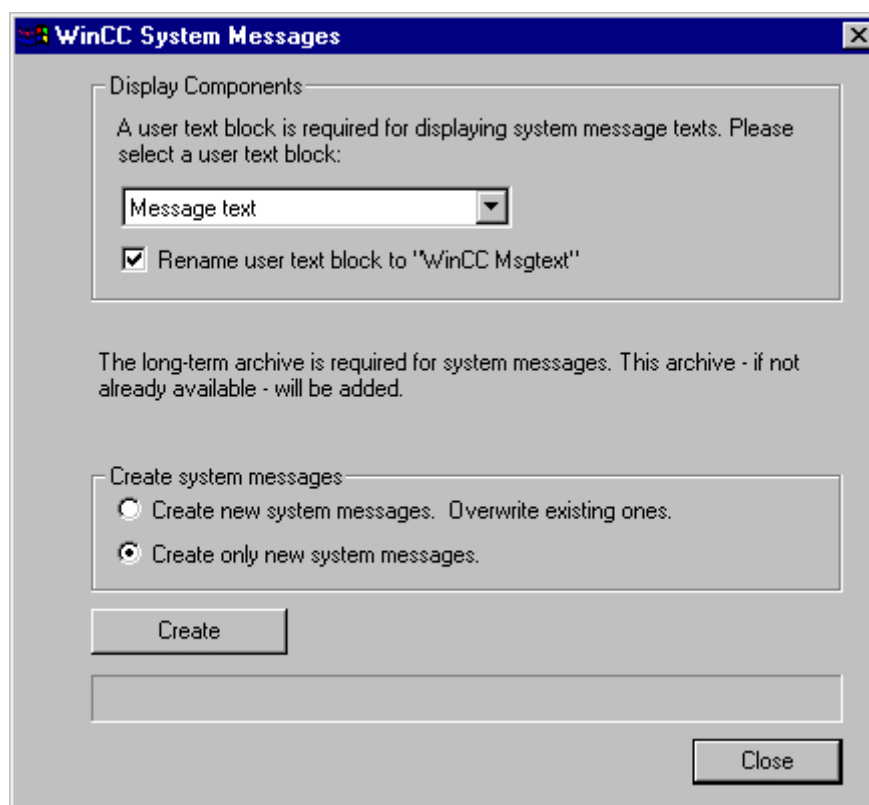 WinCC System Messages
Display Components
A user text block is required for displaying system message texts. Please
select a user text block:
Message text
Rename user text block to "WinCC Msgtext"
The long-term archive is required for system messages. This archive - if not
already available - will be added.
Create system messages
Create new system messages.  Overwrite existing ones.
Create only new system messages.
Create
Close